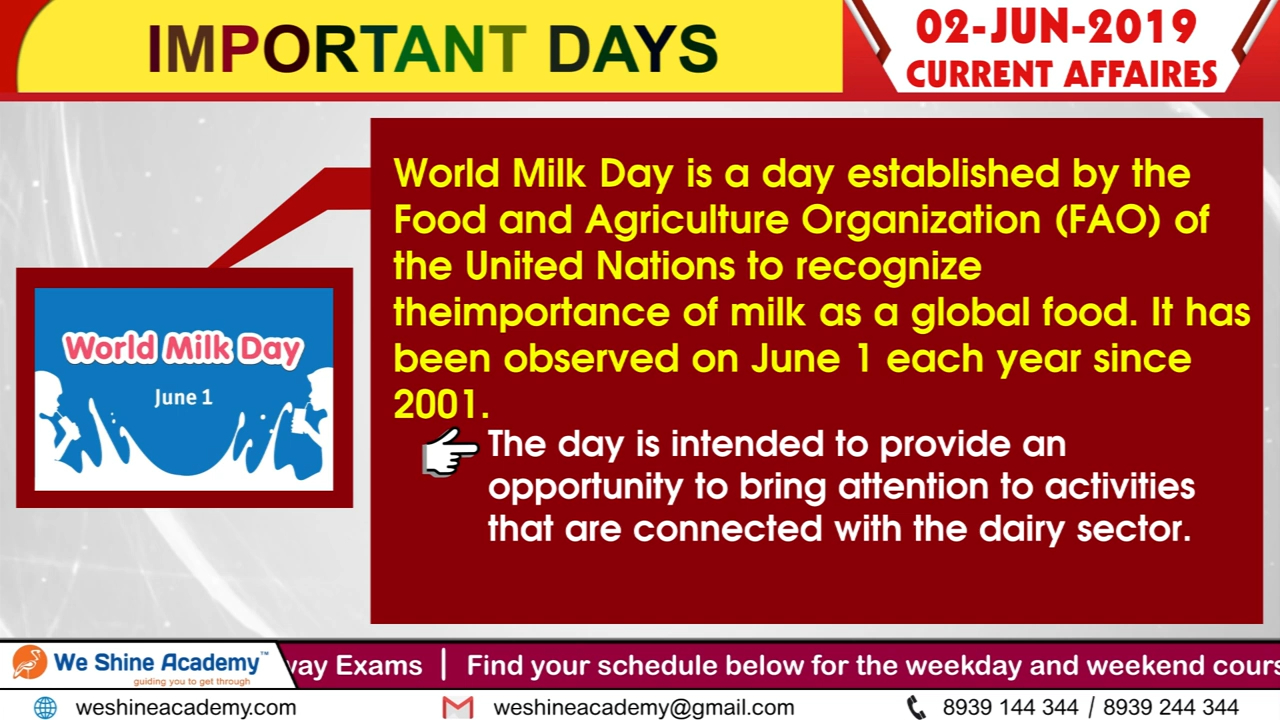 IMPORTANT DAYS
02-JUN-2019
CURRENT AFFAIRES
World Milk Day is a day established by the
Food and Agriculture Organization (FAO) of
the United Nations to recognize
theimportance of milk as a global food. It has
been observed on June 1 each year since
2001.
The day is intended to provide an
opportunity to bring attention to activities
that are connected with the dairy sector.
World Milk Day
June 1
We Shine Academy™
guiding you to get through
Exams | Find your schedule below for the weekday and weekend
weshineacademy.com
weshineacademy@gmail.com
8939 144 344 / 8939 244 344